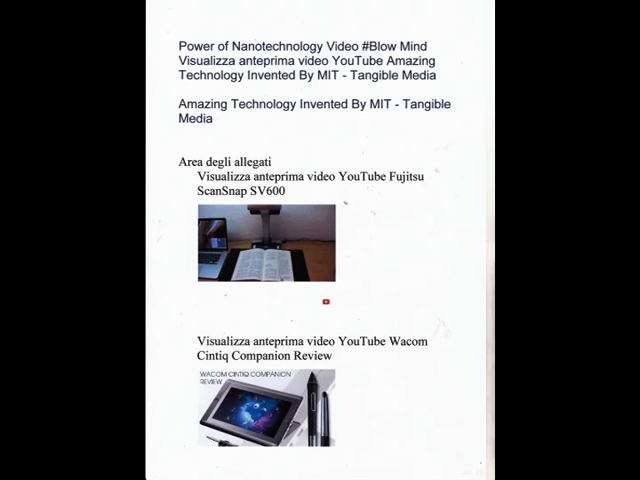 Power of Nanotechnology Video #Blow Mind
Visualizza anteprima video YouTube Amazing
Technology Invented By MIT - Tangible Media
Amazing Technology Invented By MIT - Tangible
Media
Area degli allegati
Visualizza anteprima video YouTube Fujitsu
ScanSnap SV600
Visualizza anteprima video YouTube Wacom
Cintiq Companion Review
WACOM CINTIQ COMPANION
REVIEW